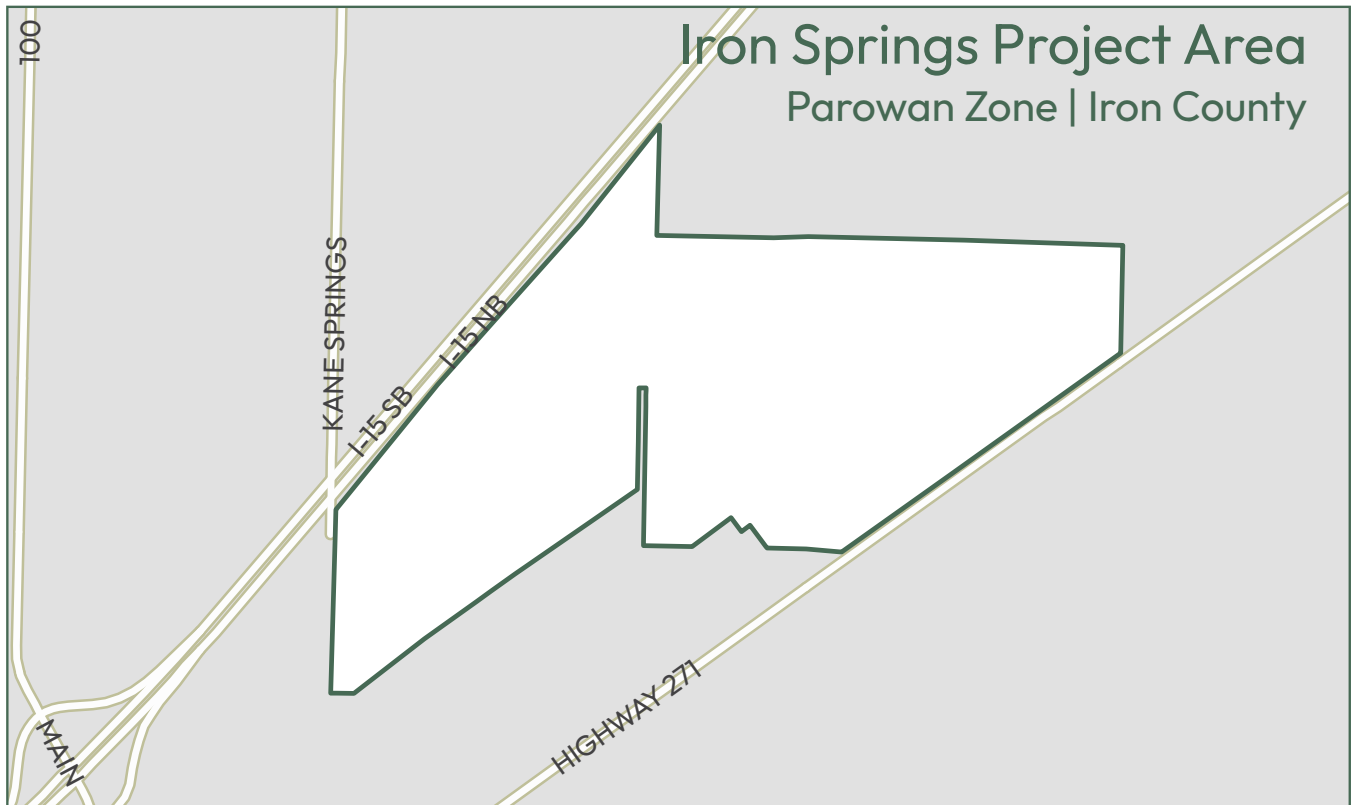 Iron Springs Project Area
Parowan Zone | Iron County
100
KANE SPRINGS
I-15 NB
I-15 SB
HIGHWAY 271
MAIN